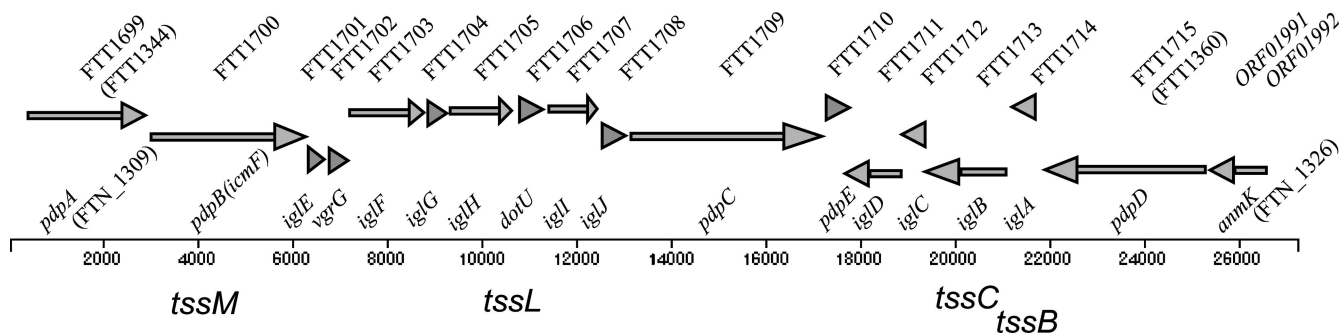 FTT1699
(FTT1344)
FTT1700
FTT1701
FTT1702
FTT1703
FTT1704
FTT1705
FTT1706
FTT1707
FTT1708
FTT1709
FTT1710
FTT1711
FTT1712
FTT1713
FTT1714
FTT1715
(FTT1360)
ORF01991
ORF01992
pdpA
(FTN_1309)
pdpB(icmF)
iglE
vgrG
iglF
iglG
iglH
dotU
iglI
iglJ
pdpC
pdpE
iglD
iglC
iglB
iglA
pdpD
anmK
(FTN_1326)
2000 4000 6000 8000 10000 12000 14000 16000 18000 20000 22000 24000 26000
tssM tssL tssC
tssB